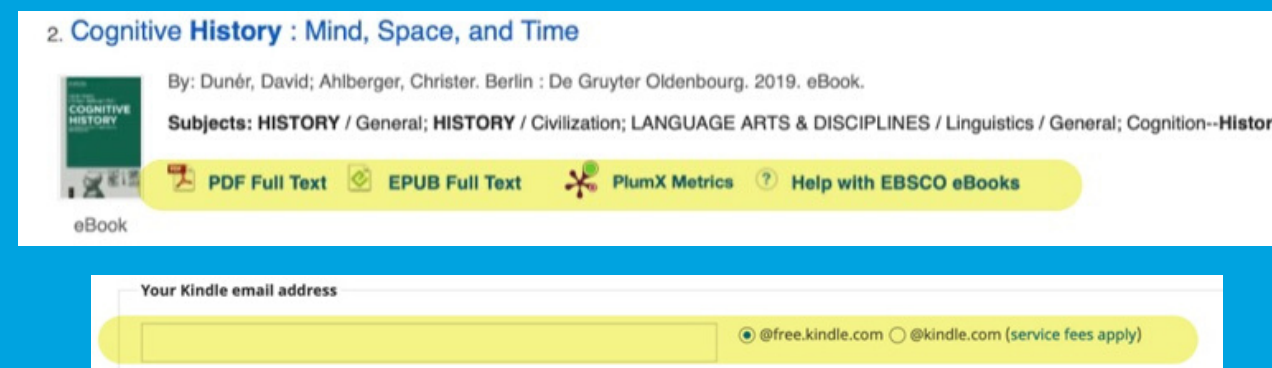 2. Cognitive History : Mind, Space, and Time
By: Dunér, David; Ahlberger, Christer. Berlin : De Gruyter Oldenbourg. 2019. eBook.
COGNITIVE
HISTORY
Subjects: HISTORY / General; HISTORY / Civilization; LANGUAGE ARTS & DISCIPLINES / Linguistics / General; Cognition--Histor
PDF Full Text EPUB Full Text PlumX Metrics ? Help with EBSCO eBooks
eBook
Your Kindle email address
@free.kindle.com @kindle.com (service fees apply)